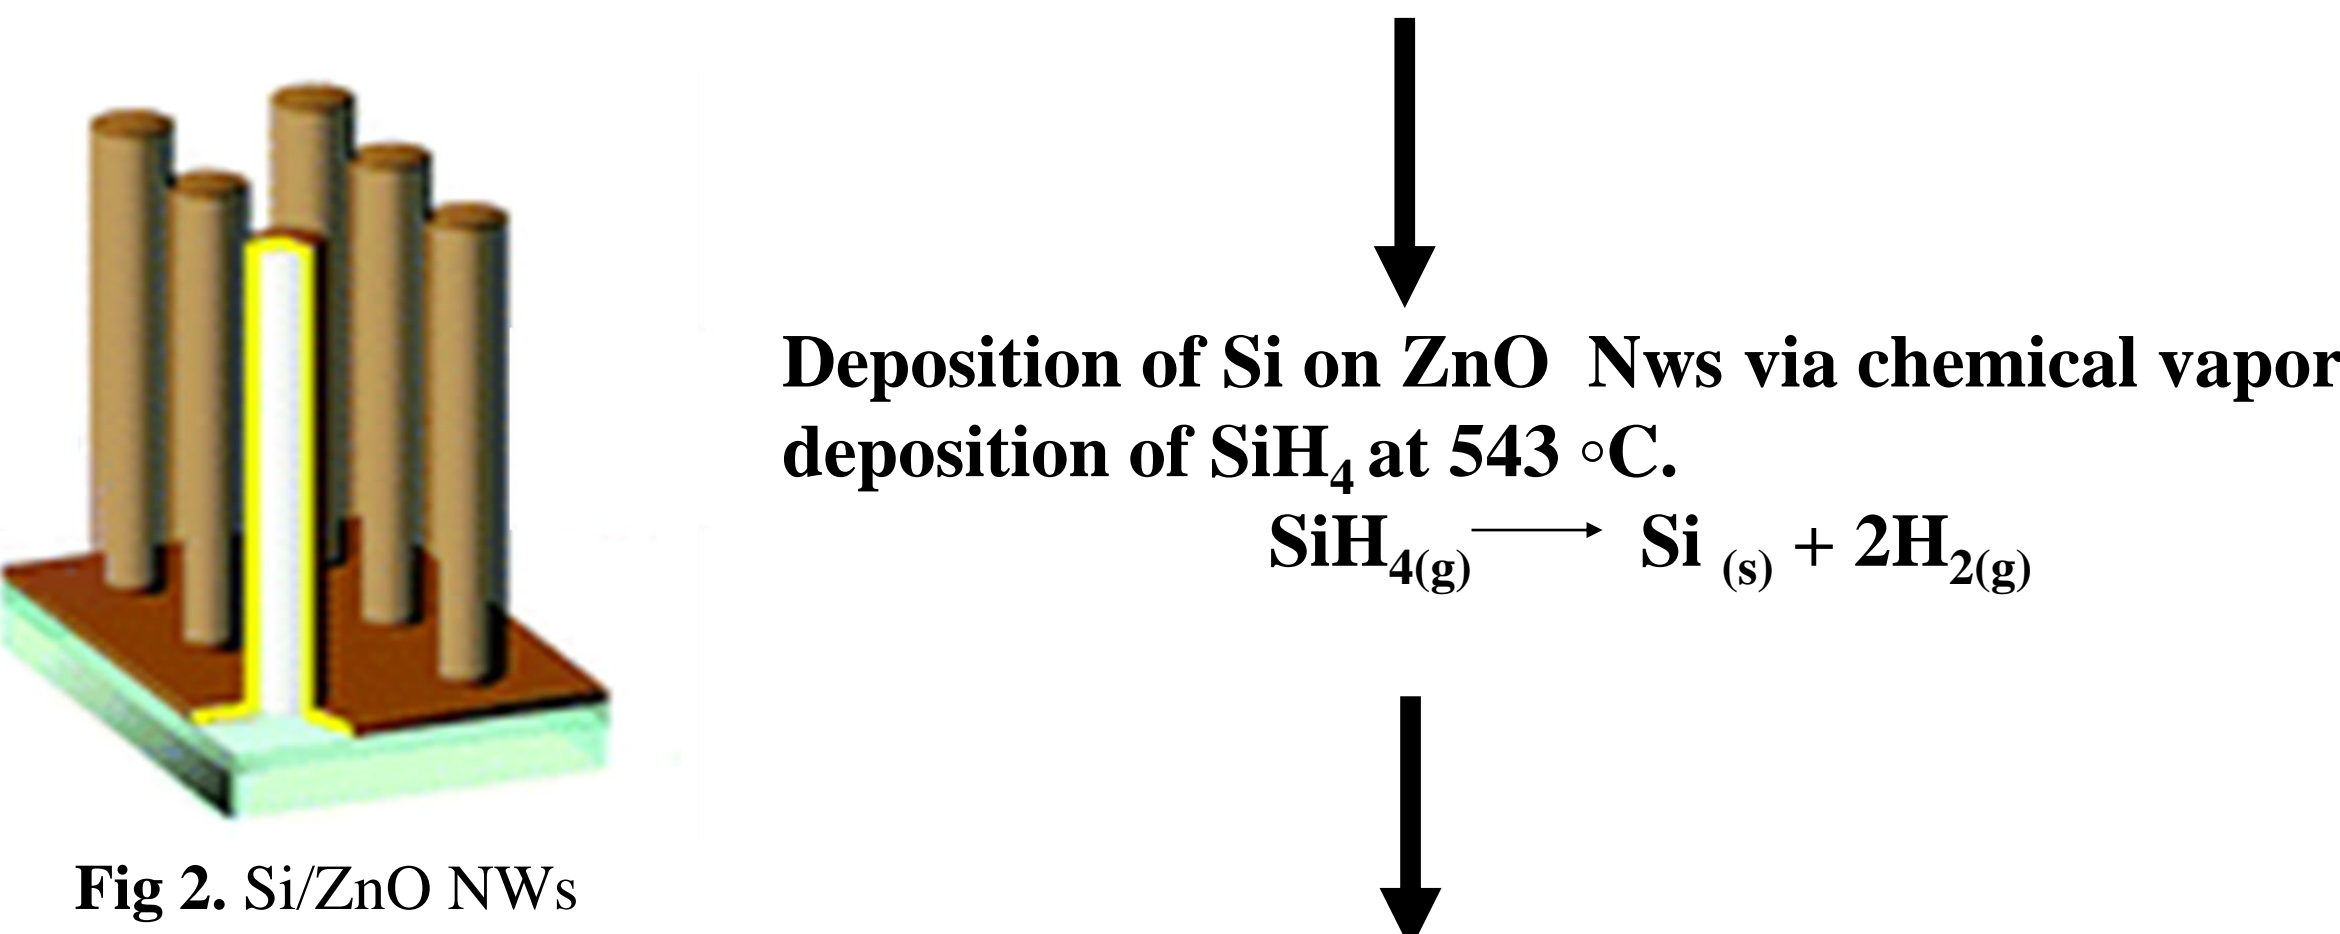 Deposition of Si on ZnO Nws via chemical vapor
deposition of SiH4 at 543 ◦C.
SiH4(g) → Si (s) + 2H2(g)
Fig 2. Si/ZnO NWs